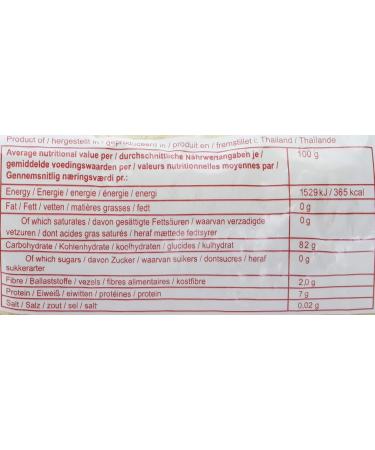 Product of / hergestellt in / geproduceerd in / produit en / fremstillet i: Thailand / Thaïlande
Average nutritional value per / durchschnittliche Nährwertangaben je / 100 g
gemiddelde voedingswaarden per / valeurs nutritionnelles moyennes par /
Gennemsnitlig næringsværdi pr.:
Energy / Energie / energie / énergie / energi 1529 kJ / 365 kcal
Fat / Fett / vetten / matières grasses / fedt 0 g
Of which saturates / davon gesättigte Fettsäuren / waarvan verzadigde 0 g
vetzuren / dont acides gras saturés / heraf mættede fedtsyrer
Carbohydrate / Kohlenhydrate / koolhydraten / glucides / kulhydrat 82 g
Of which sugars / davon Zucker / waarvan suikers / dontsucres / heraf 0 g
sukkerarter
Fibre / Ballaststoffe / vezels / fibres alimentaires / kostfibre 2,0 g
Protein / Eiweiß / eiwitten / protéines / protein 7 g
Salt / Salz / zout / sel / salt 0,02 g